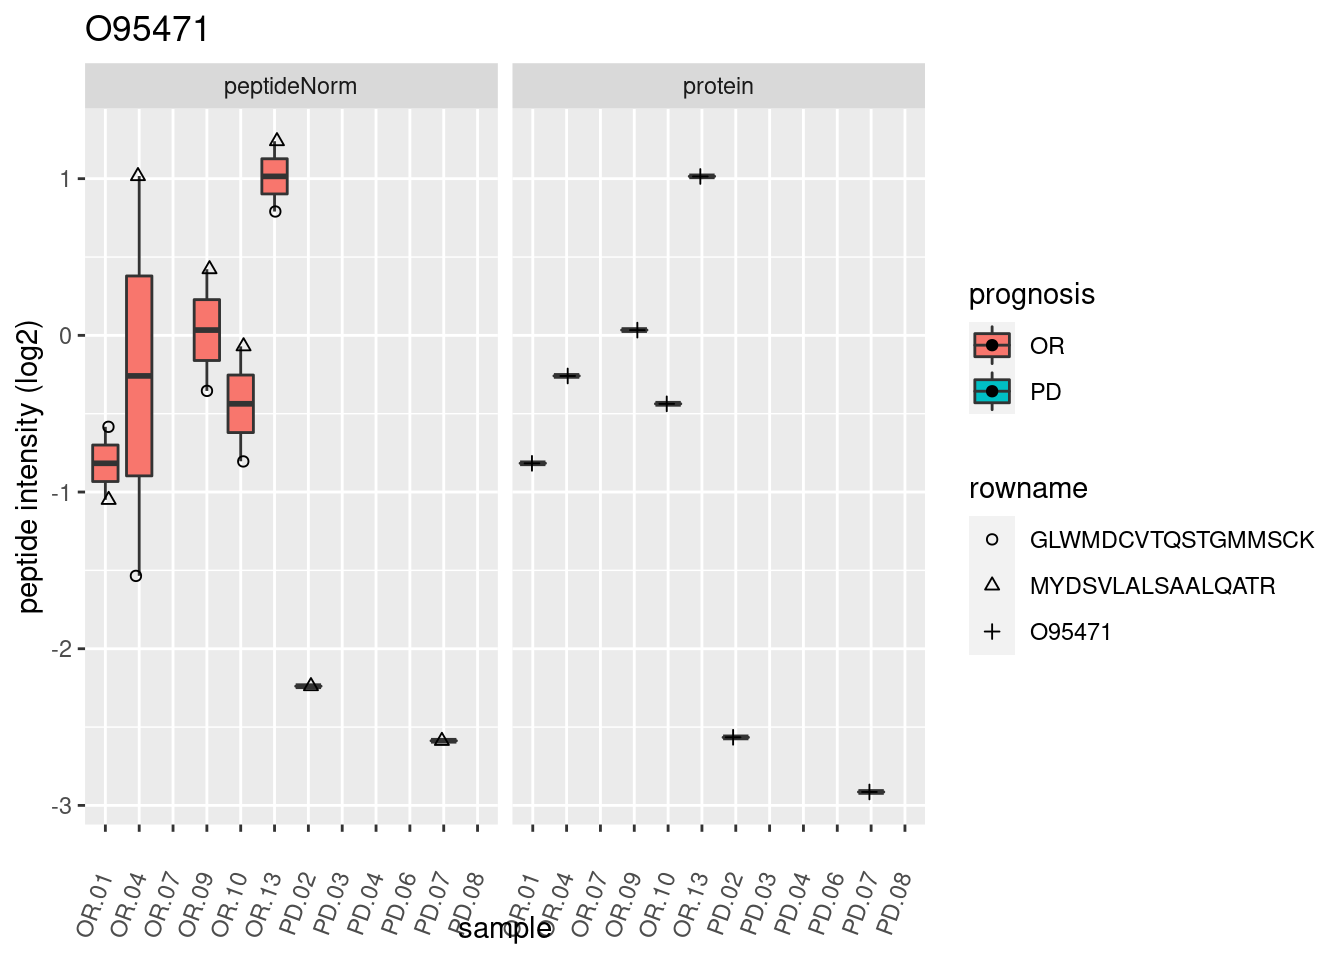 O95471
peptideNorm
protein
peptide intensity (log2)
1
0
-1
-2
-3
OR.01
OR.04
OR.07
OR.09
OR.10
OR.13
PD.02
PD.03
PD.04
PD.06
PD.07
PD.08
OR.01
OR.04
OR.07
OR.09
OR.10
OR.13
PD.02
PD.03
PD.04
PD.06
PD.07
PD.08
sample
prognosis
OR
PD
rowname
GLWMDCVTQSTGMMSCK
MYDSVLALSAALQATR
O95471